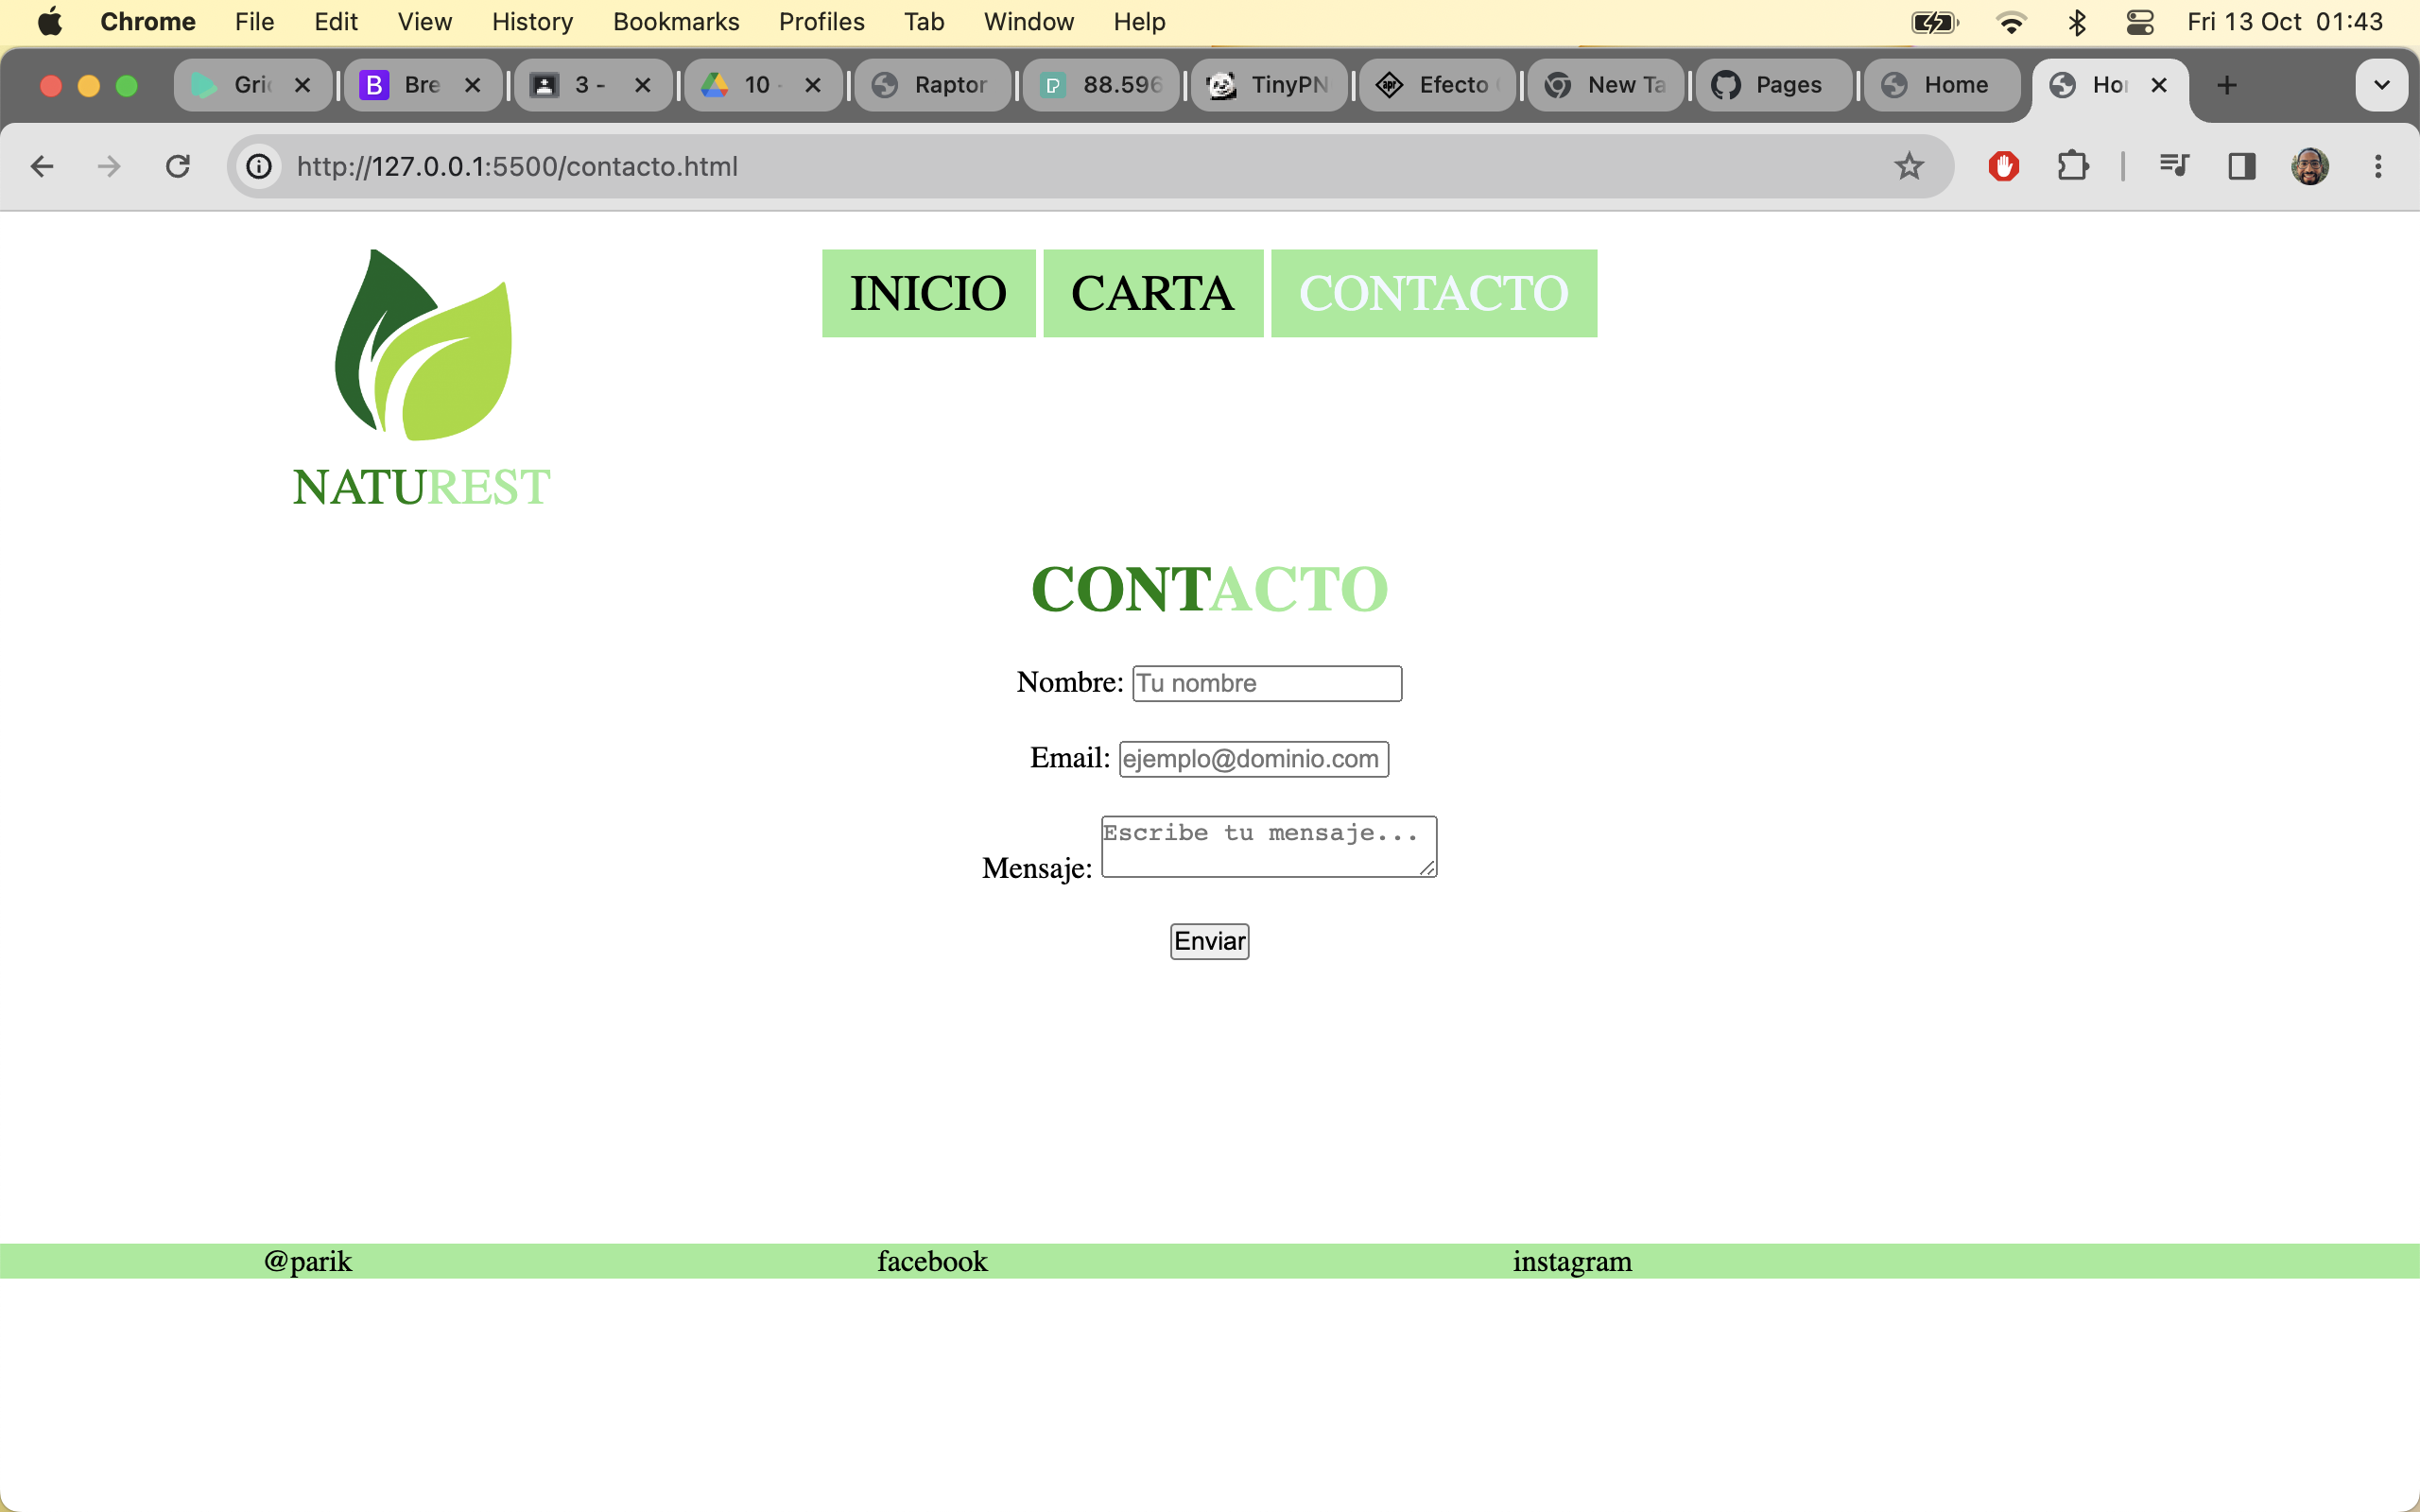 Chrome File Edit View History Bookmarks Profiles Tab Window Help Fri 13 Oct 01:43
Gri Bre 3 - 10 - Raptor 88.596 TinyPN Efecto New Ta Pages Home Ho
http://127.0.0.1:5500/contacto.html
INICIO CARTA CONTACTO
NATUREST
CONTACTO
Nombre: Tu nombre
Email: ejemplo@dominio.com
Mensaje: Escribe tu mensaje...
Enviar
@parik facebook instagram